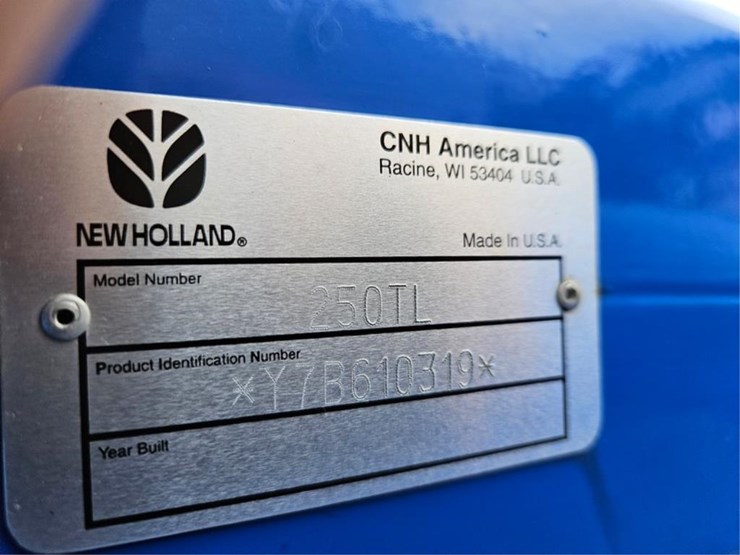 CNH America LLC
Racine, WI 53404 U.S.A.
NEW HOLLAND®
Made In U.S.A.
Model Number
250TL
Product Identification Number
*Y7B610319*
Year Built